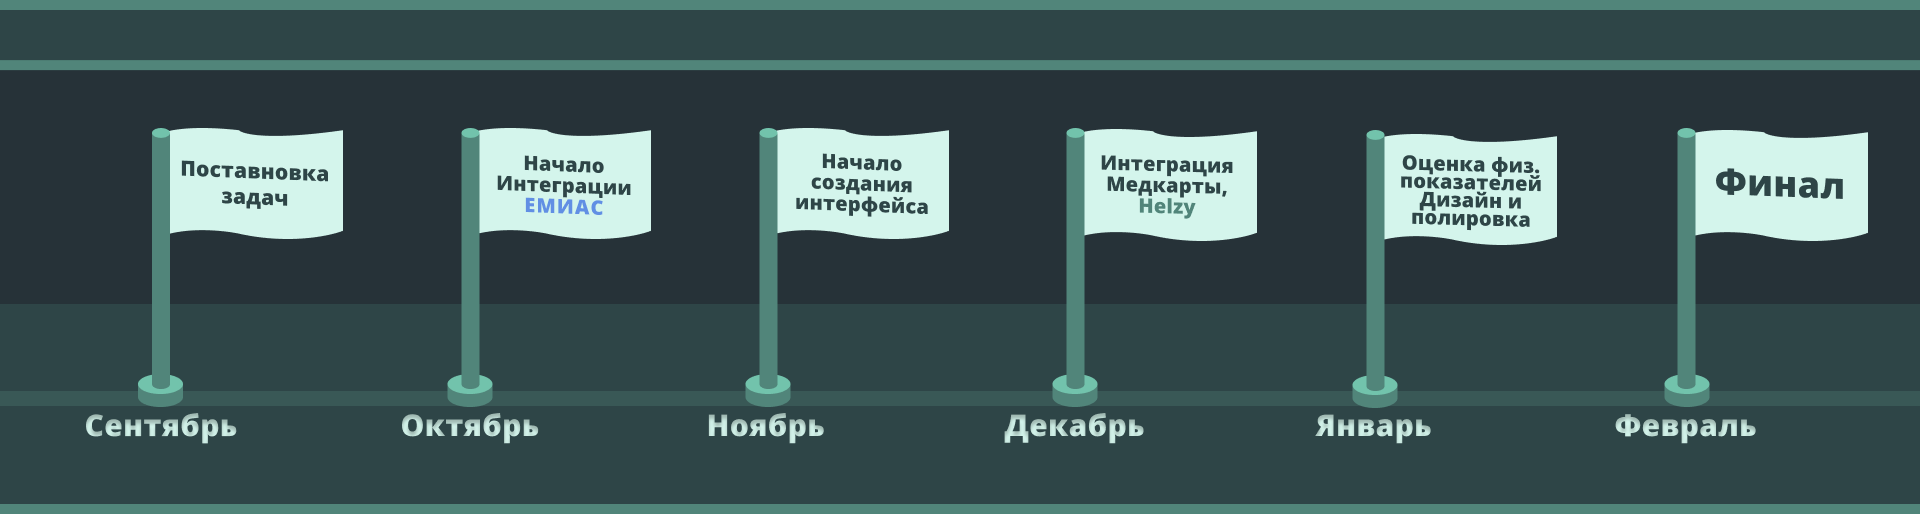 Поставновка
задач
Начало
Интеграции
ЕМИАС
Начало
создания
интерфейса
Интеграция
Медкарты,
Helzy
Оценка физ.
показателей
Дизайн и
полировка
Финал
Сентябрь
Октябрь
Ноябрь
Декабрь
Январь
Февраль